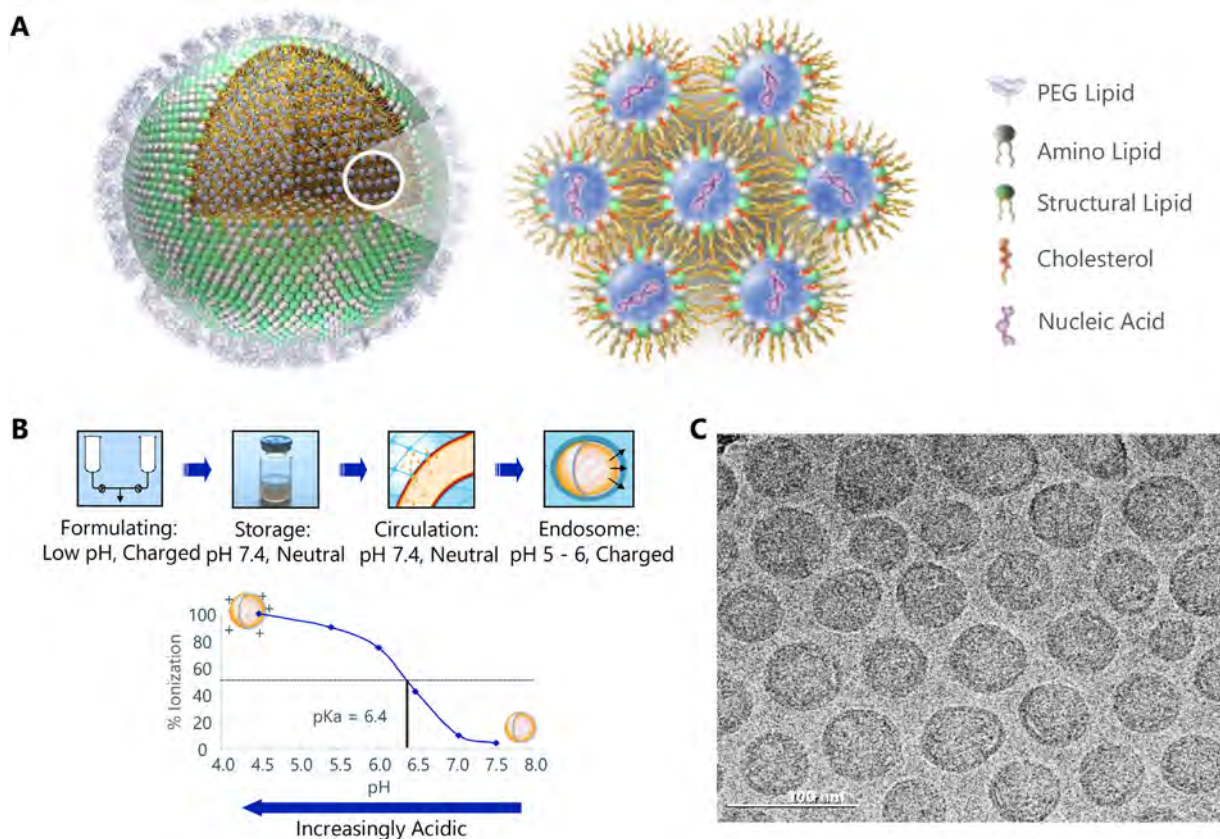 A
PEG Lipid
Amino Lipid
Structural Lipid
Cholesterol
Nucleic Acid
B
Formulating:
Low pH, Charged
Storage:
pH 7.4, Neutral
Circulation:
pH 7.4, Neutral
Endosome:
pH 5 - 6, Charged
% Ionization
100
80
60
40
20
0
pKa = 6.4
4.0 4.5 5.0 5.5 6.0 6.5 7.0 7.5 8.0
pH
Increasingly Acidic
C
100 nm